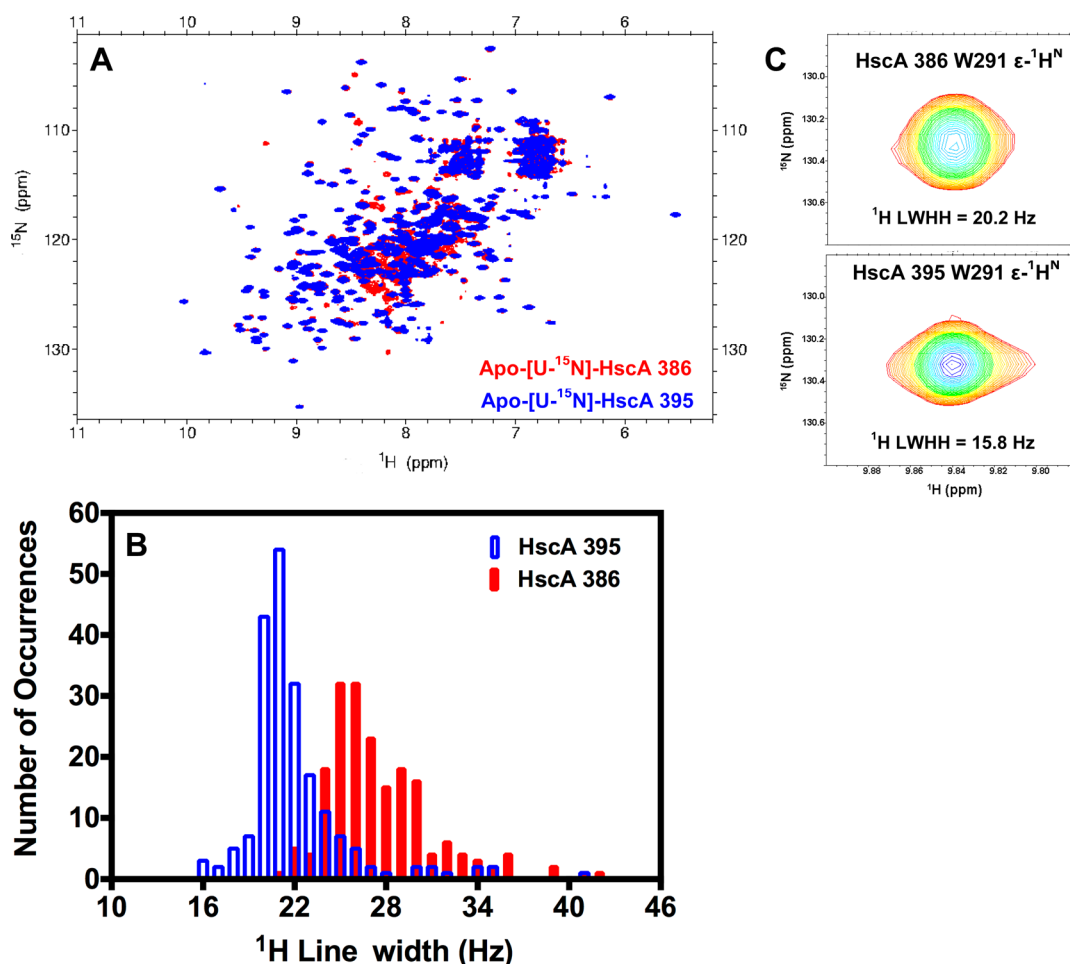 11 10 9 8 7 6
A
110
120
130
¹⁵N (ppm)
110
120
130
Apo-[U-¹⁵N]-HscA 386
Apo-[U-¹⁵N]-HscA 395
11 10 9 8 7 6
¹H (ppm)
C
HscA 386 W291 ε-¹Hᴺ
130.0
130.2
130.4
130.6
¹⁵N (ppm)
¹H LWHH = 20.2 Hz
HscA 395 W291 ε-¹Hᴺ
130.0
130.2
130.4
130.6
¹⁵N (ppm)
¹H LWHH = 15.8 Hz
9.88 9.86 9.84 9.82 9.80
¹H (ppm)
B
HscA 395
HscA 386
60
50
40
30
20
10
0
Number of Occurrences
10 16 22 28 34 40 46
¹H Line width (Hz)